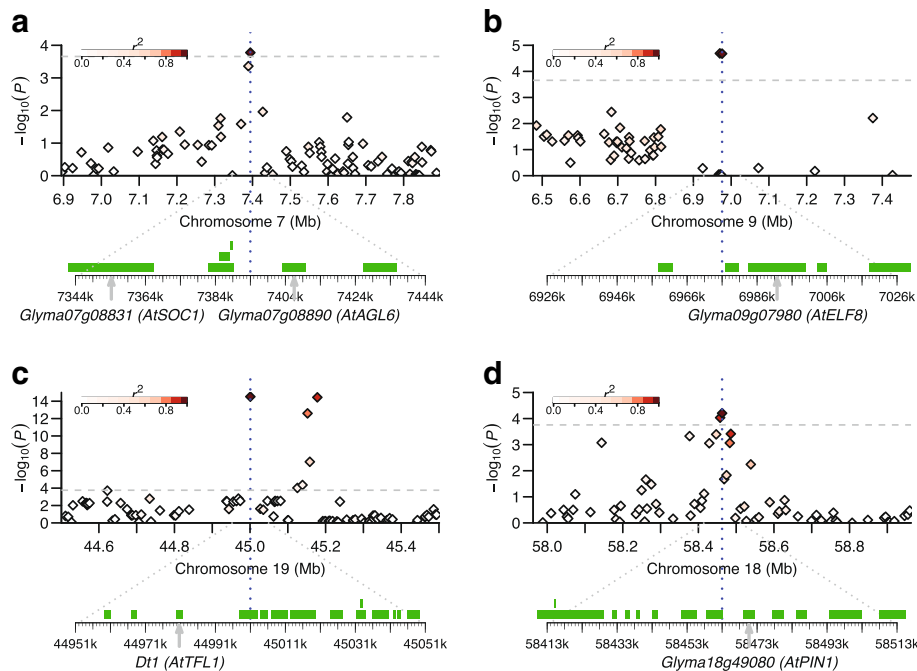 a
b
4
3
2
1
0
− log10(P)
r2
0.0 0.4 0.8
6.9 7.0 7.1 7.2 7.3 7.4 7.5 7.6 7.7 7.8
Chromosome 7 (Mb)
7344k 7364k 7384k 7404k 7424k 7444k
Glyma07g08831 (AtSOC1) Glyma07g08890 (AtAGL6)
5
4
3
2
1
0
− log10(P)
r2
0.0 0.4 0.8
6.5 6.6 6.7 6.8 6.9 7.0 7.1 7.2 7.3 7.4
Chromosome 9 (Mb)
6926k 6946k 6966k 6986k 7006k 7026k
Glyma09g07980 (AtELF8)
c
d
14
12
10
8
6
4
2
0
− log10(P)
r2
0.0 0.4 0.8
44.6 44.8 45.0 45.2 45.4
Chromosome 19 (Mb)
44951k 44971k 44991k 45011k 45031k 45051k
Dt1 (AtTFL1)
5
4
3
2
1
0
− log10(P)
r2
0.0 0.4 0.8
58.0 58.2 58.4 58.6 58.8
Chromosome 18 (Mb)
58413k 58433k 58453k 58473k 58493k 58513k
Glyma18g49080 (AtPIN1)